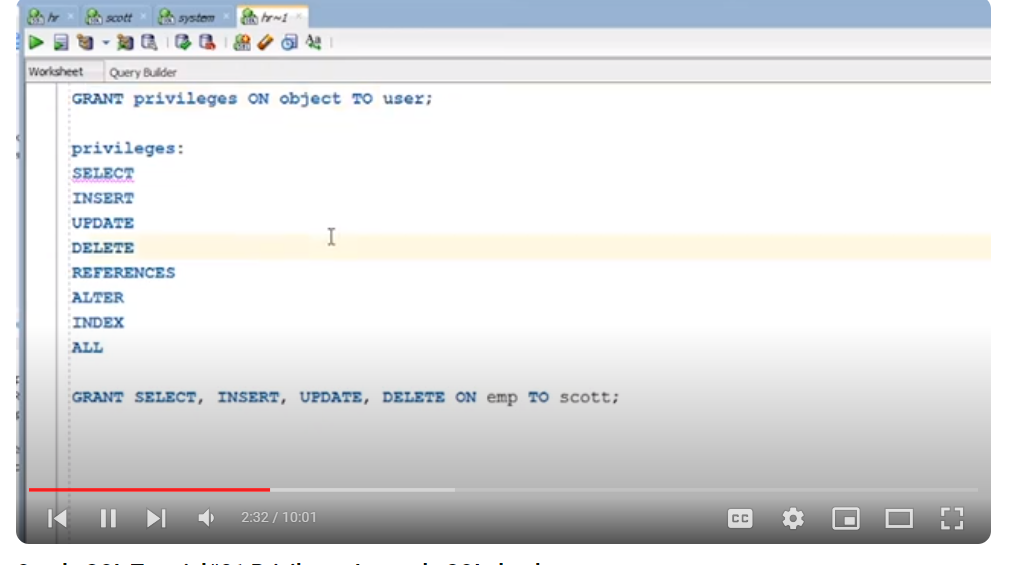 hr scott system hr~1
Worksheet Query Builder
GRANT privileges ON object TO user;
privileges:
SELECT
INSERT
UPDATE
DELETE
REFERENCES
ALTER
INDEX
ALL
GRANT SELECT, INSERT, UPDATE, DELETE ON emp TO scott;
2:32 / 10:01
CC